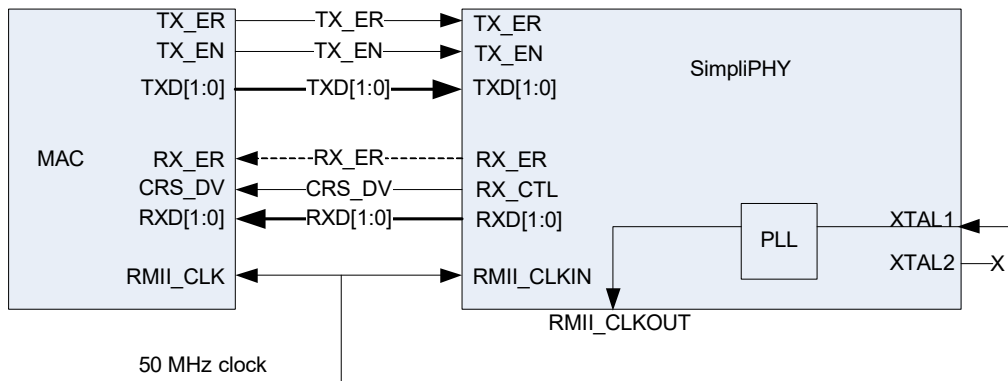 TX_ER TX_ER TX_ER
TX_EN TX_EN TX_EN
SimpliPHY
TXD[1:0] TXD[1:0] TXD[1:0]
MAC RX_ER RX_ER RX_ER
CRS_DV CRS_DV RX_CTL
RXD[1:0] RXD[1:0] RXD[1:0]
PLL XTAL1
XTAL2 X
RMII_CLK RMII_CLKIN
RMII_CLKOUT
50 MHz clock